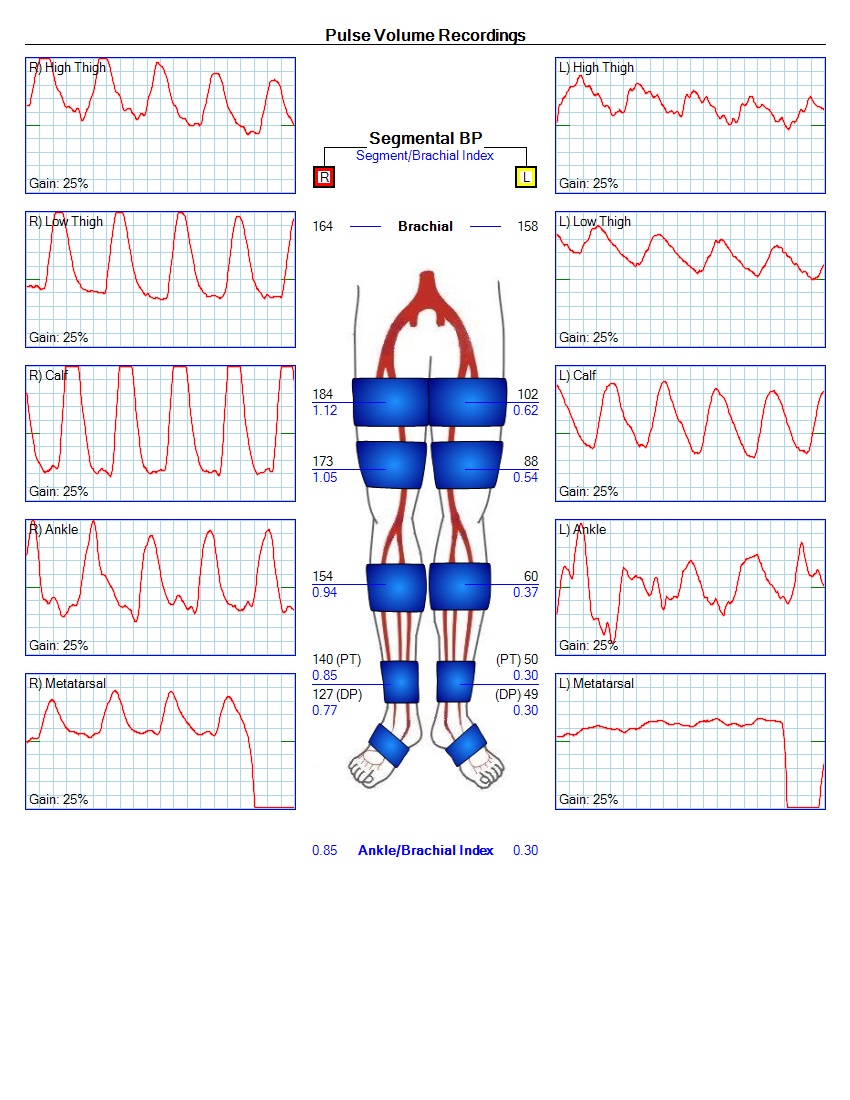 Pulse Volume Recordings
R) High Thigh
Gain: 25%
R) Low Thigh
Gain: 25%
R) Calf
Gain: 25%
R) Ankle
Gain: 25%
R) Metatarsal
Gain: 25%
Segmental BP
Segment/Brachial Index
R L
164 Brachial 158
184 102
1.12 0.62
173 88
1.05 0.54
154 60
0.94 0.37
140 (PT) (PT) 50
0.85 0.30
127 (DP) (DP) 49
0.77 0.30
0.85 Ankle/Brachial Index 0.30
L) High Thigh
Gain: 25%
L) Low Thigh
Gain: 25%
L) Calf
Gain: 25%
L) Ankle
Gain: 25%
L) Metatarsal
Gain: 25%